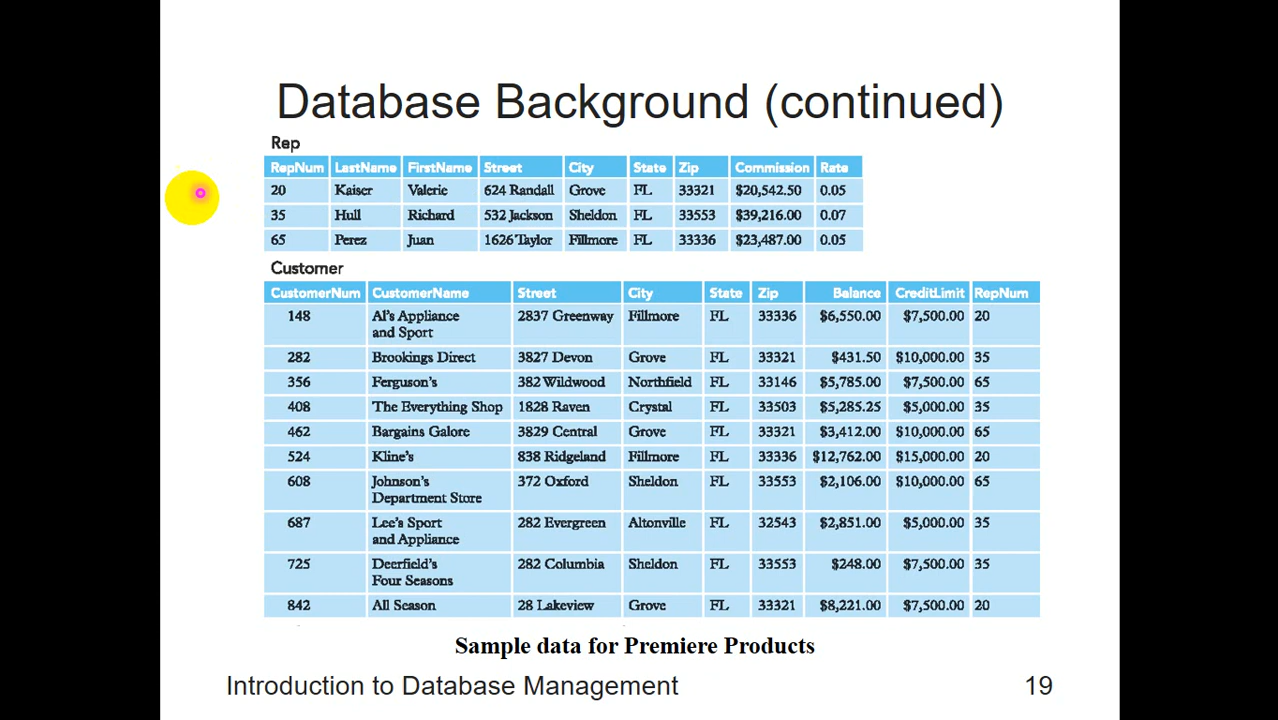 Database Background (continued)
Rep
RepNum LastName FirstName Street City State Zip Commission Rate
20 Kaiser Valerie 624 Randall Grove FL 33321 $20,542.50 0.05
35 Hull Richard 532 Jackson Sheldon FL 33553 $39,216.00 0.07
65 Perez Juan 1626 Taylor Fillmore FL 33336 $23,487.00 0.05
Customer
CustomerNum CustomerName Street City State Zip Balance CreditLimit RepNum
148 Al's Appliance 2837 Greenway Fillmore FL 33336 $6,550.00 $7,500.00 20
and Sport
282 Brookings Direct 3827 Devon Grove FL 33321 $431.50 $10,000.00 35
356 Ferguson's 382 Wildwood Northfield FL 33146 $5,785.00 $7,500.00 65
408 The Everything Shop 1828 Raven Crystal FL 33503 $5,285.25 $5,000.00 35
462 Bargains Galore 3829 Central Grove FL 33321 $3,412.00 $10,000.00 65
524 Kline's 838 Ridgeland Fillmore FL 33336 $12,762.00 $15,000.00 20
608 Johnson's 372 Oxford Sheldon FL 33553 $2,106.00 $10,000.00 65
Department Store
687 Lee's Sport 282 Evergreen Altonville FL 32543 $2,851.00 $5,000.00 35
and Appliance
725 Deerfield's 282 Columbia Sheldon FL 33553 $248.00 $7,500.00 35
Four Seasons
842 All Season 28 Lakeview Grove FL 33321 $8,221.00 $7,500.00 20
Sample data for Premiere Products
Introduction to Database Management 19